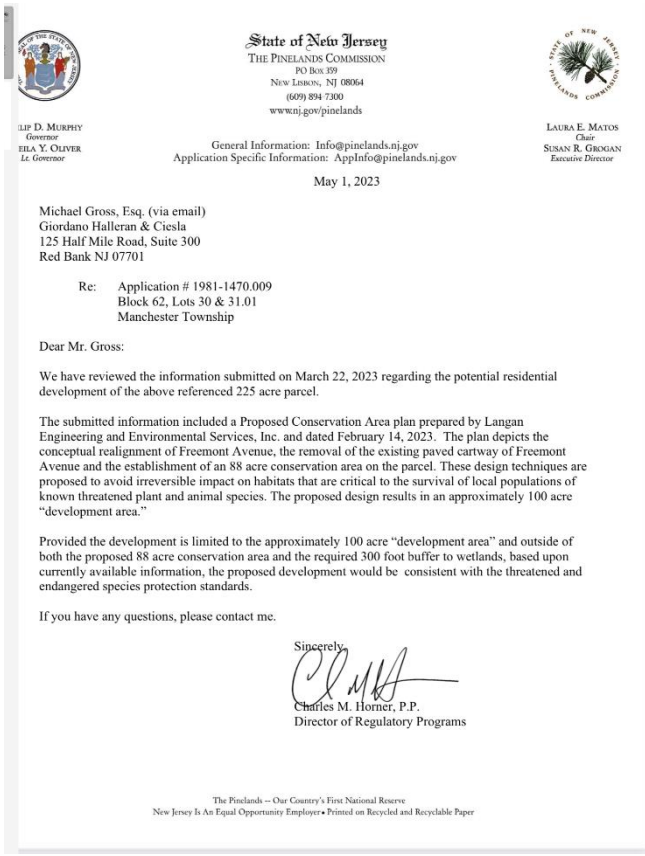 State of New Jersey
THE PINELANDS COMMISSION
PO BOX 359
NEW LISBON, NJ 08064
(609) 894-7300
www.nj.gov/pinelands
General Information: Info@pinelands.nj.gov
Application Specific Information: AppInfo@pinelands.nj.gov
LIP D. MURPHY
Governor
EILA Y. OLIVER
Lt. Governor
STATE OF NEW JERSEY
PINELANDS COMMISSION
LAURA E. MATOS
Chair
SUSAN R. GROGAN
Executive Director
May 1, 2023
Michael Gross, Esq. (via email)
Giordano Halleran & Ciesla
125 Half Mile Road, Suite 300
Red Bank NJ 07701
Re: Application # 1981-1470.009
Block 62, Lots 30 & 31.01
Manchester Township
Dear Mr. Gross:
We have reviewed the information submitted on March 22, 2023 regarding the potential residential
development of the above referenced 225 acre parcel.
The submitted information included a Proposed Conservation Area plan prepared by Langan
Engineering and Environmental Services, Inc. and dated February 14, 2023. The plan depicts the
conceptual realignment of Freemont Avenue, the removal of the existing paved cartway of Freemont
Avenue and the establishment of an 88 acre conservation area on the parcel. These design techniques are
proposed to avoid irreversible impact on habitats that are critical to the survival of local populations of
known threatened plant and animal species. The proposed design results in an approximately 100 acre
“development area.”
Provided the development is limited to the approximately 100 acre “development area” and outside of
both the proposed 88 acre conservation area and the required 300 foot buffer to wetlands, based upon
currently available information, the proposed development would be consistent with the threatened and
endangered species protection standards.
If you have any questions, please contact me.
Sincerely,
Charles M. Horner, P.P.
Director of Regulatory Programs
The Pinelands -- Our Country's First National Reserve
New Jersey Is An Equal Opportunity Employer • Printed on Recycled and Recyclable Paper